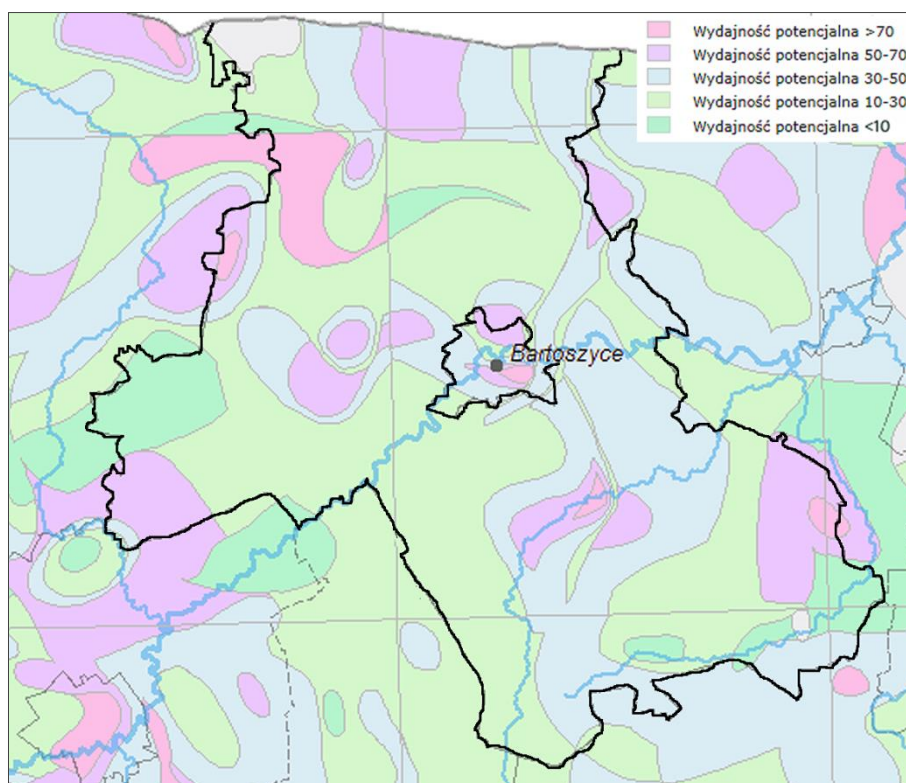 Wydajność potencjalna >70
Wydajność potencjalna 50-70
Wydajność potencjalna 30-50
Wydajność potencjalna 10-30
Wydajność potencjalna <10
Bartoszyce